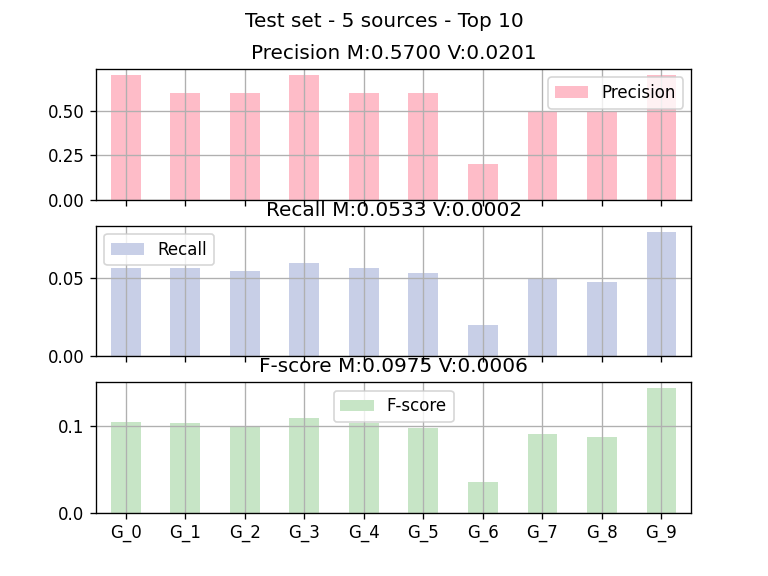 Test set - 5 sources - Top 10
Precision M:0.5700 V:0.0201
0.50
0.25
0.00
Precision
Recall M:0.0533 V:0.0002
0.05
0.00
Recall
F-score M:0.0975 V:0.0006
0.1
0.0
F-score
G_0 G_1 G_2 G_3 G_4 G_5 G_6 G_7 G_8 G_9